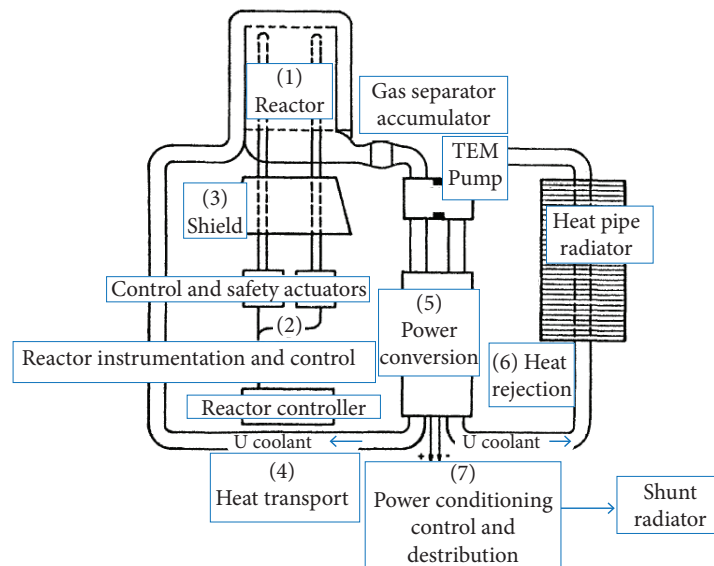 (1)
Reactor
Gas separator
accumulator
TEM
Pump
(3)
Shield
Heat pipe
radiator
Control and safety actuators
(2)
Reactor instrumentation and control
(5)
Power
conversion
(6) Heat
rejection
Reactor controller
U coolant
U coolant
+
-
(4)
Heat transport
(7)
Power conditioning
control and
destribution
Shunt
radiator